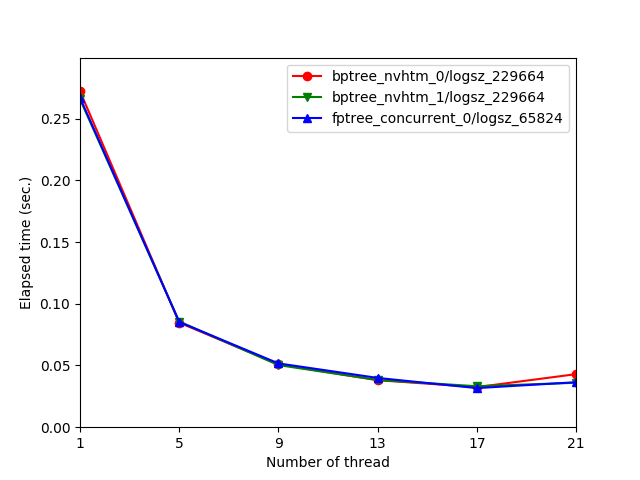 bptree_nvhtm_0/logsz_229664
bptree_nvhtm_1/logsz_229664
fptree_concurrent_0/logsz_65824
Elapsed time (sec.)
0.25
0.20
0.15
0.10
0.05
0.00
1 5 9 13 17 21
Number of thread